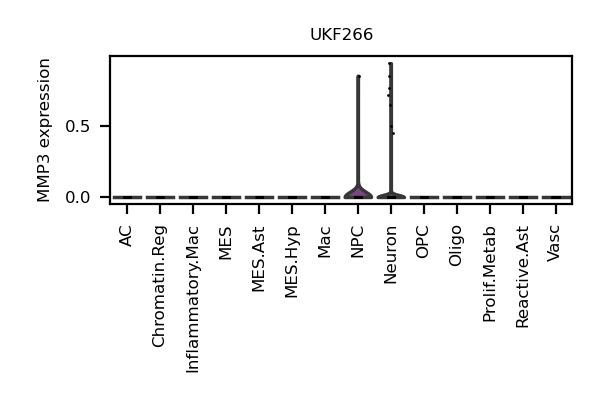 UKF266
MMP3 expression
0.5
0.0
AC
Chromatin.Reg
Inflammatory.Mac
MES
MES.Ast
MES.Hyp
Mac
NPC
Neuron
OPC
Oligo
Prolif.Metab
Reactive.Ast
Vasc